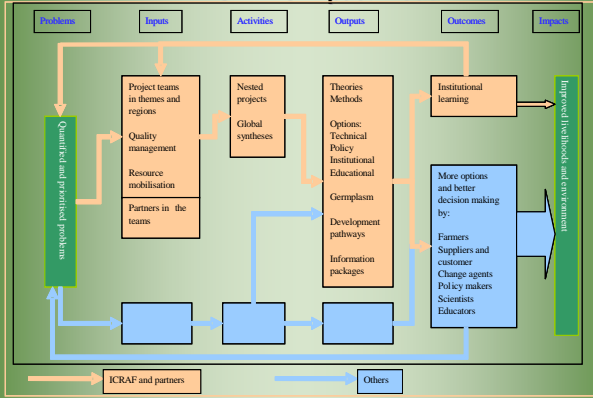 Problems
Inputs
Activities
Outputs
Outcomes
Impacts
Quantified and prioritised problems
Project teams
in themes and
regions
Quality
management
Resource
mobilisation
Partners in the
teams
Nested
projects
Global
syntheses
Theories
Methods
Options:
Technical
Policy
Institutional
Educational
Germplasm
Development
pathways
Information
packages
Institutional
learning
More options
and better
decision making
by:
Farmers
Suppliers and
customer
Change agents
Policy makers
Scientists
Educators
Improved livelihoods and environment
ICRAF and partners
Others